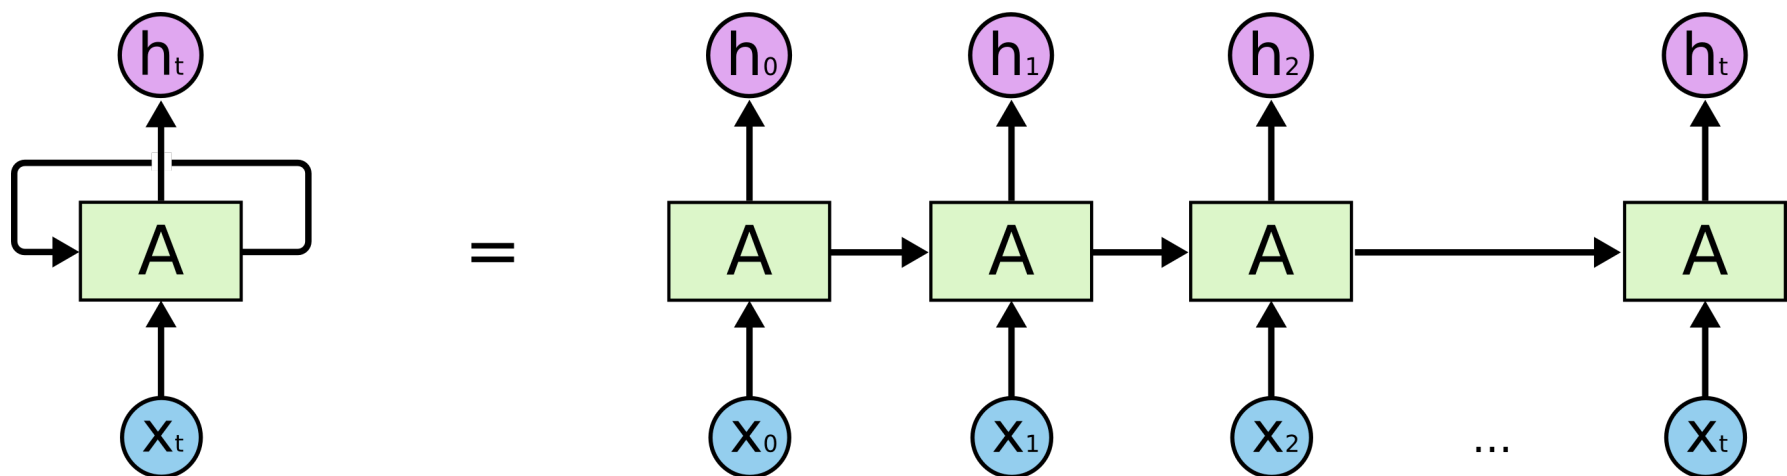 hₜ h₀ h₁ h₂ hₜ
A = A A A A
xₜ x₀ x₁ x₂ ... xₜ